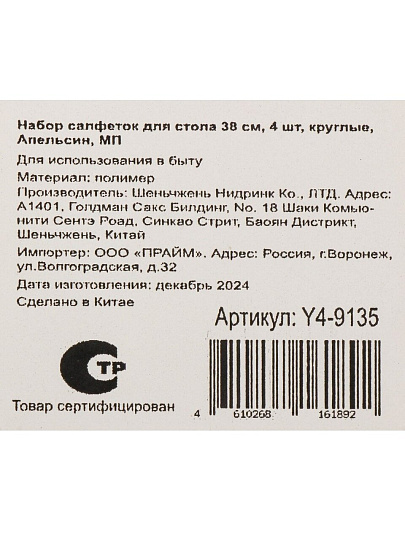 Набор салфеток для стола 38 см, 4 шт, круглые,
Апельсин, МП
Для использования в быту
Материал: полимер
Производитель: Шеньчжень Нидринк Ко., ЛТД. Адрес:
А1401, Голдман Сакс Билдинг, No. 18 Шаки Комью-
нити Сентэ Роад, Синкао Стрит, Баоян Дистрикт,
Шеньчжень, Китай
Импортер: ООО «ПРАЙМ». Адрес: Россия, г.Воронеж,
ул.Волгоградская, д.32
Дата изготовления: декабрь 2024
Сделано в Китае
Артикул: Y4-9135
СТР
Товар сертифицирован
4 610268 161892